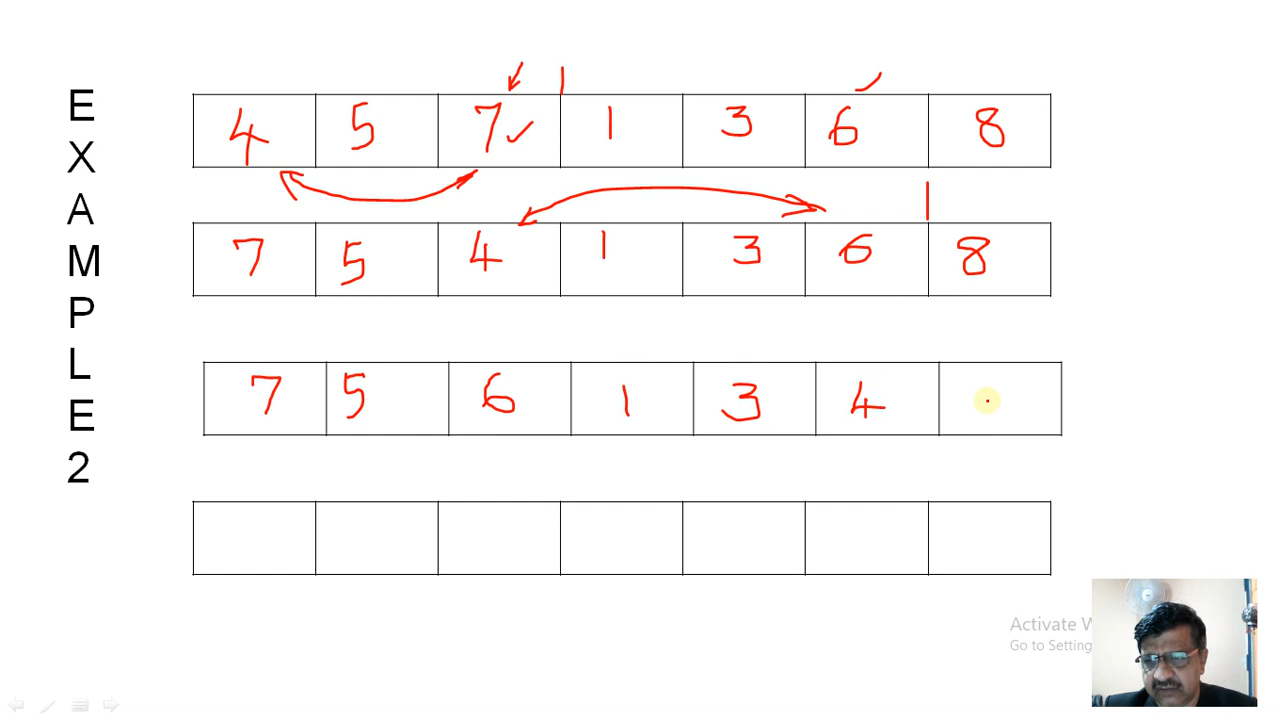 EXAMPLE2
4 5 7 1 3 6 8
7 5 4 1 3 6 8
7 5 6 1 3 4
Activate W
Go to Setting